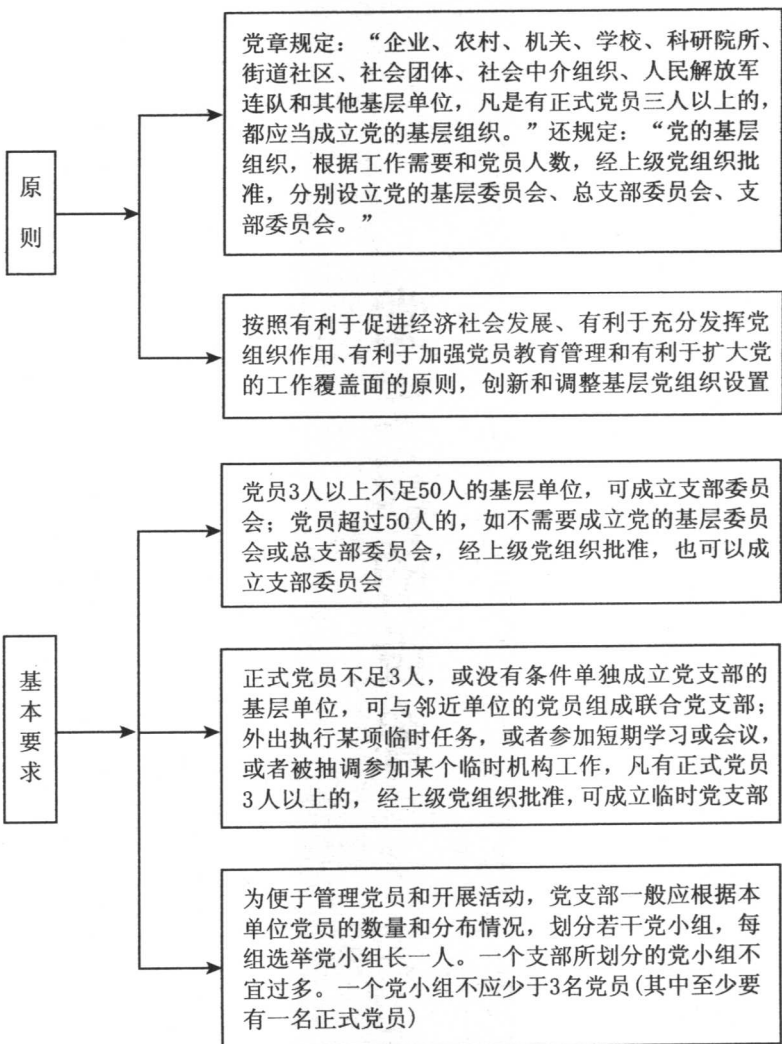 党章规定：“企业、农村、机关、学校、科研院所、
街道社区、社会团体、社会中介组织、人民解放军
连队和其他基层单位，凡是有正式党员三人以上的，
都应当成立党的基层组织。”还规定：“党的基层
组织，根据工作需要和党员人数，经上级党组织批
准，分别设立党的基层委员会、总支部委员会、支
部委员会。”
原
则
按照有利于促进经济社会发展、有利于充分发挥党
组织作用、有利于加强党员教育管理和有利于扩大党
的工作覆盖面的原则，创新和调整基层党组织设置
党员3人以上不足50人的基层单位，可成立支部委员
会；党员超过50人的，如不需要成立党的基层委员
会或总支部委员会，经上级党组织批准，也可以成
立支部委员会
基
本
要
求
正式党员不足3人，或没有条件单独成立党支部的
基层单位，可与邻近单位的党员组成联合党支部；
外出执行某项临时任务，或者参加短期学习或会议，
或者被抽调参加某个临时机构工作，凡有正式党员
3人以上的，经上级党组织批准，可成立临时党支部
为便于管理党员和开展活动，党支部一般应根据本
单位党员的数量和分布情况，划分若干党小组，每
组选举党小组长一人。一个支部所划分的党小组不
宜过多。一个党小组不应少于3名党员(其中至少要
有一名正式党员)